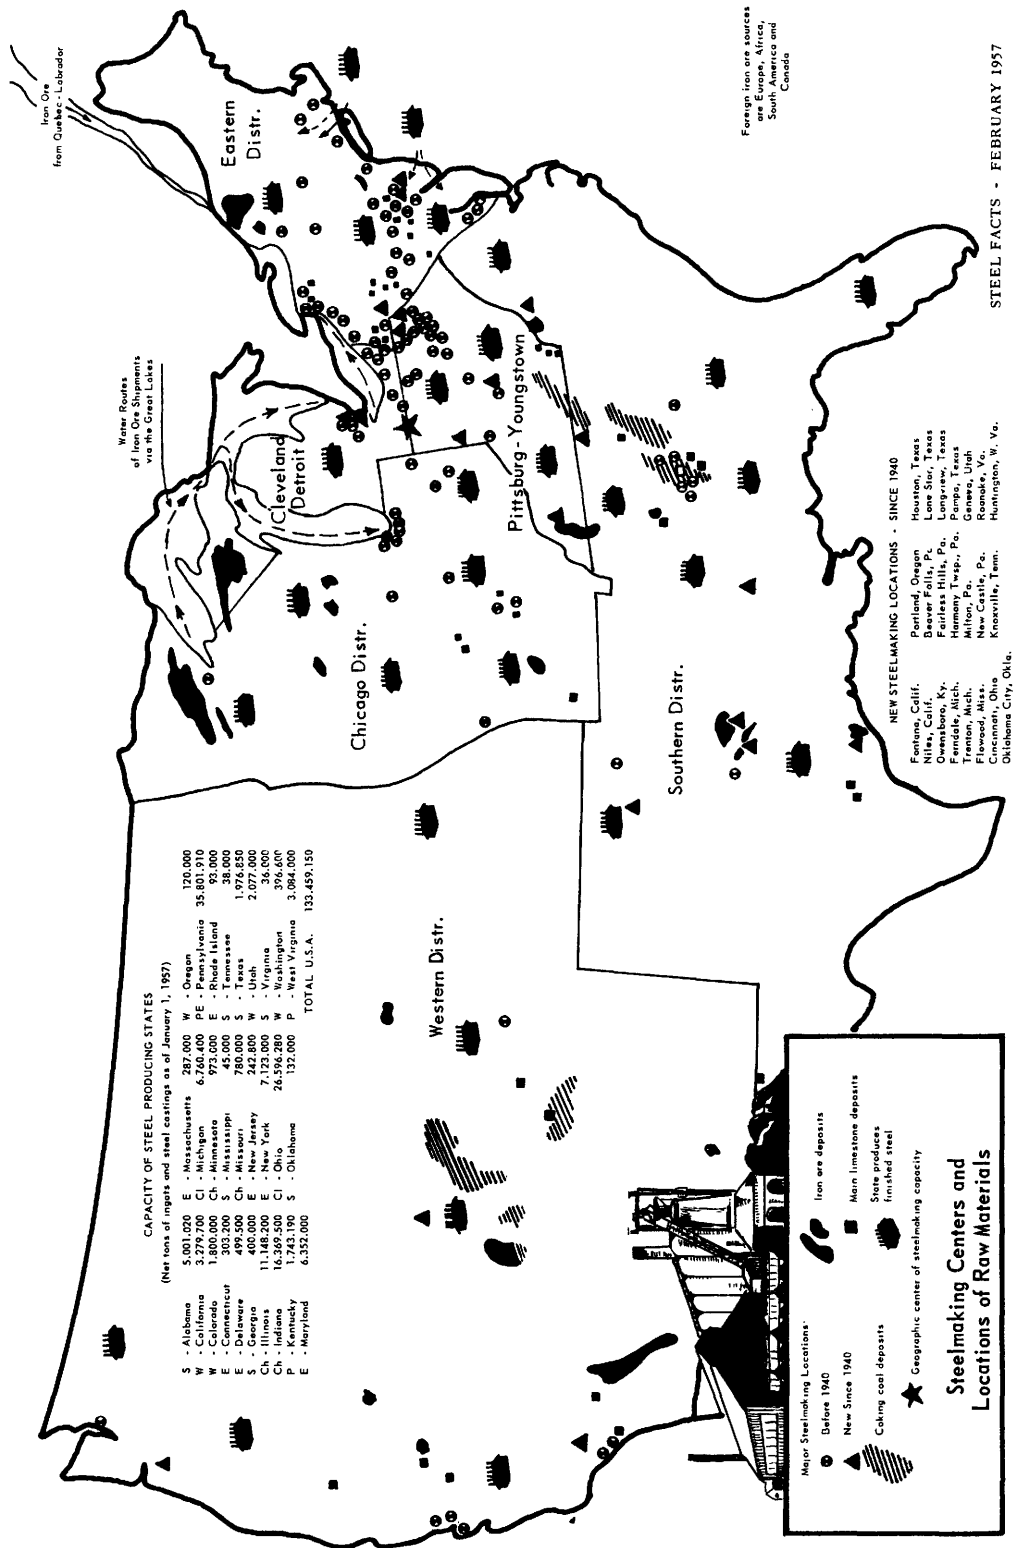 CAPACITY OF STEEL PRODUCING STATES
(Net tons of ingots and steel castings as of January 1, 1957)
S - Alabama 5.001.020 E - Massachusetts 287.000 W - Oregon 120.000
W - California 3.279.700 Cl - Michigan 6.760.400 PE - Pennsylvania 35.801.910
W - Colorado 1.800.000 Ch - Minnesota 973.000 E - Rhode Island 93.000
E - Connecticut 203.200 S - Mississippi 45.000 S - Tennessee 38.000
E - Delaware 499.500 Ch - Missouri 780.000 S - Texas 1.976.850
S - Georgia 400.000 E - New Jersey 242.800 W - Utah 2.077.000
Ch - Illinois 11.148.200 E - New York 7.123.000 S - Virginia 36.000
Ch - Indiana 16.369.500 Cl - Ohio 26.596.280 W - Washington 396.600
P - Kentucky 1.743.190 S - Oklahoma 132.000 P - West Virginia 3.084.000
E - Maryland 6.352.000 TOTAL U.S.A. 133.459.150
Water Routes
of Iron Ore Shipments
via the Great Lakes
Iron Ore
from Quebec - Labrador
Eastern
Distr.
Cleveland
Detroit
Chicago Distr.
Western Distr.
Pittsburg - Youngstown
Southern Distr.
Foreign iron ore sources
are Europe, Africa,
South America and
Canada
Major Steelmaking Locations:
Before 1940
New Since 1940
Coking coal deposits
Iron ore deposits
Main limestone deposits
State produces
finished steel
Geographic center of steelmaking capacity
Steelmaking Centers and
Locations of Raw Materials
NEW STEELMAKING LOCATIONS - SINCE 1940
Fontana, Calif. Portland, Oregon Houston, Texas
Niles, Calif. Beaver Falls, Pa. Lone Star, Texas
Owensboro, Ky. Fairless Hills, Pa. Longview, Texas
Ferndale, Mich. Harmony Twsp., Pa. Pampa, Texas
Trenton, Mich. Milton, Pa. Geneva, Utah
Flowood, Miss. New Castle, Pa. Roanoke, Va.
Cincinnati, Ohio Knoxville, Tenn. Huntington, W. Va.
Oklahoma City, Okla.
STEEL FACTS - FEBRUARY 1957